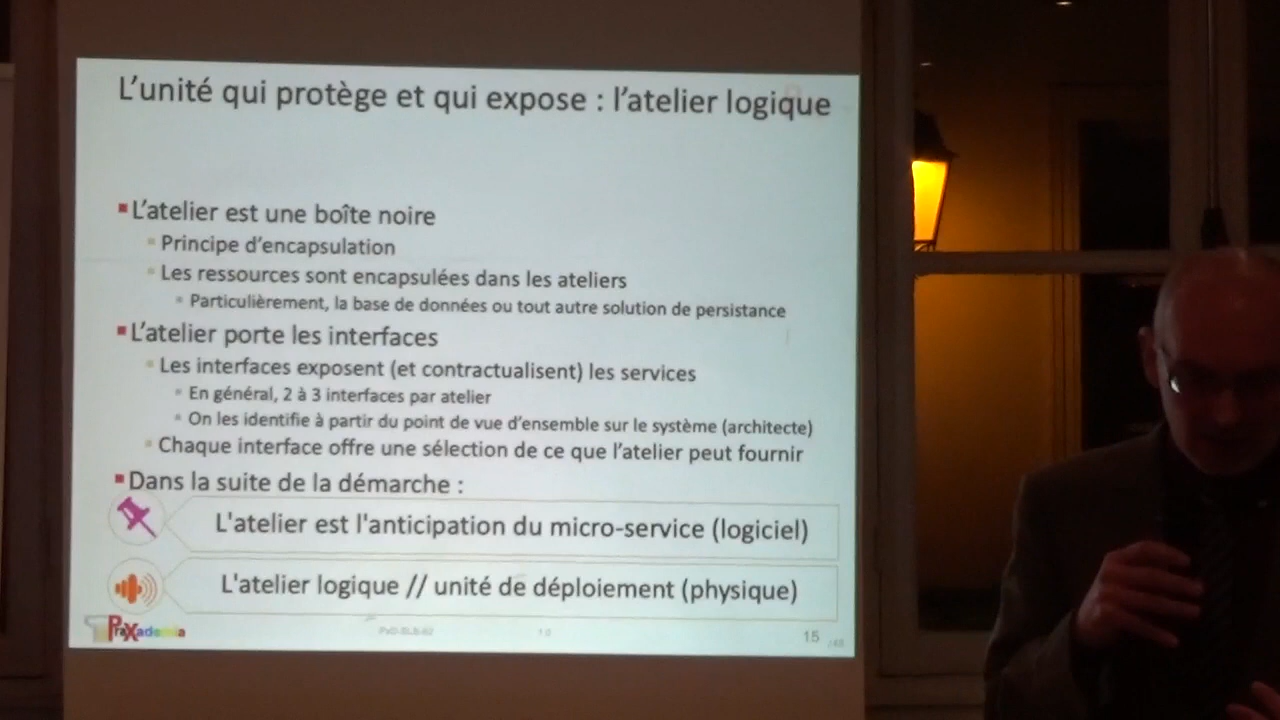 L'unité qui protège et qui expose : l'atelier logique
L'atelier est une boîte noire
Principe d'encapsulation
Les ressources sont encapsulées dans les ateliers
Particulièrement, la base de données ou tout autre solution de persistance
L'atelier porte les interfaces
Les interfaces exposent (et contractualisent) les services
En général, 2 à 3 interfaces par atelier
On les identifie à partir du point de vue d'ensemble sur le système (architecte)
Chaque interface offre une sélection de ce que l'atelier peut fournir
Dans la suite de la démarche :
L'atelier est l'anticipation du micro-service (logiciel)
L'atelier logique // unité de déploiement (physique)
PraXademia
15